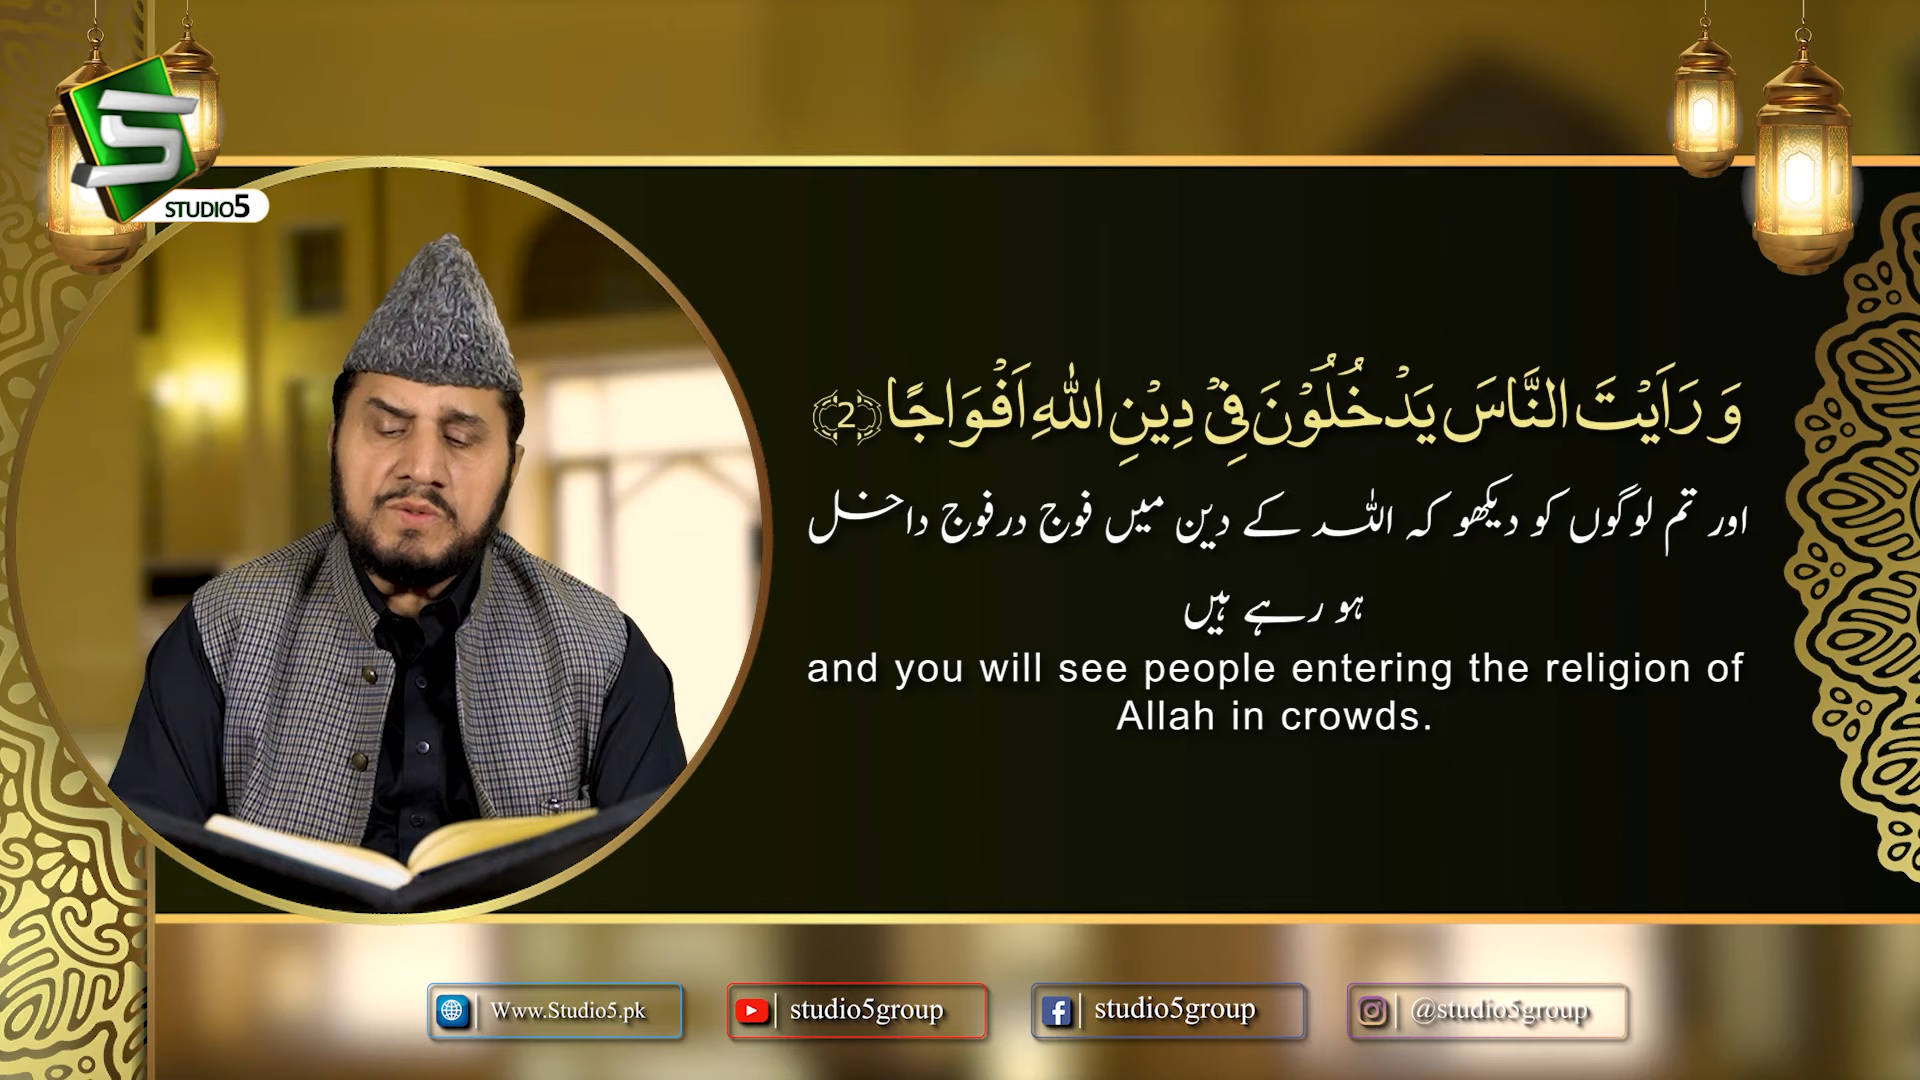 STUDIO5
وَ رَاَيْتَ النَّاسَ يَدْخُلُوْنَ فِيْ دِيْنِ اللّٰهِ اَفْوَاجًا ﴿2﴾
اور تم لوگوں کو دیکھو کہ اللہ کے دین میں فوج در فوج داخل
ہو رہے ہیں
and you will see people entering the religion of
Allah in crowds.
Www.Studio5.pk
studio5group
studio5group
@studio5group